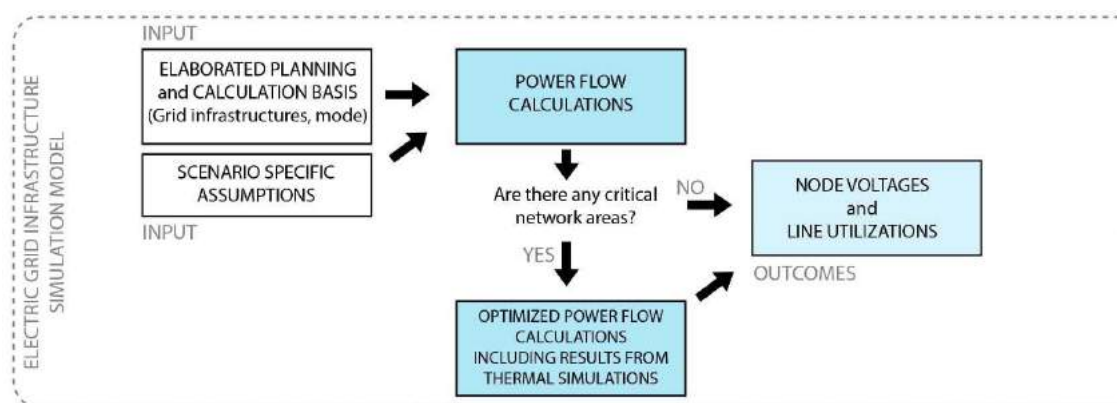 ELECTRIC GRID INFRASTRUCTURE
SIMULATION MODEL
INPUT
ELABORATED PLANNING
and CALCULATION BASIS
(Grid infrastructures, mode)
SCENARIO SPECIFIC
ASSUMPTIONS
INPUT
POWER FLOW
CALCULATIONS
Are there any critical
network areas?
NO
YES
NODE VOLTAGES
and
LINE UTILIZATIONS
OUTCOMES
OPTIMIZED POWER FLOW
CALCULATIONS
INCLUDING RESULTS FROM
THERMAL SIMULATIONS